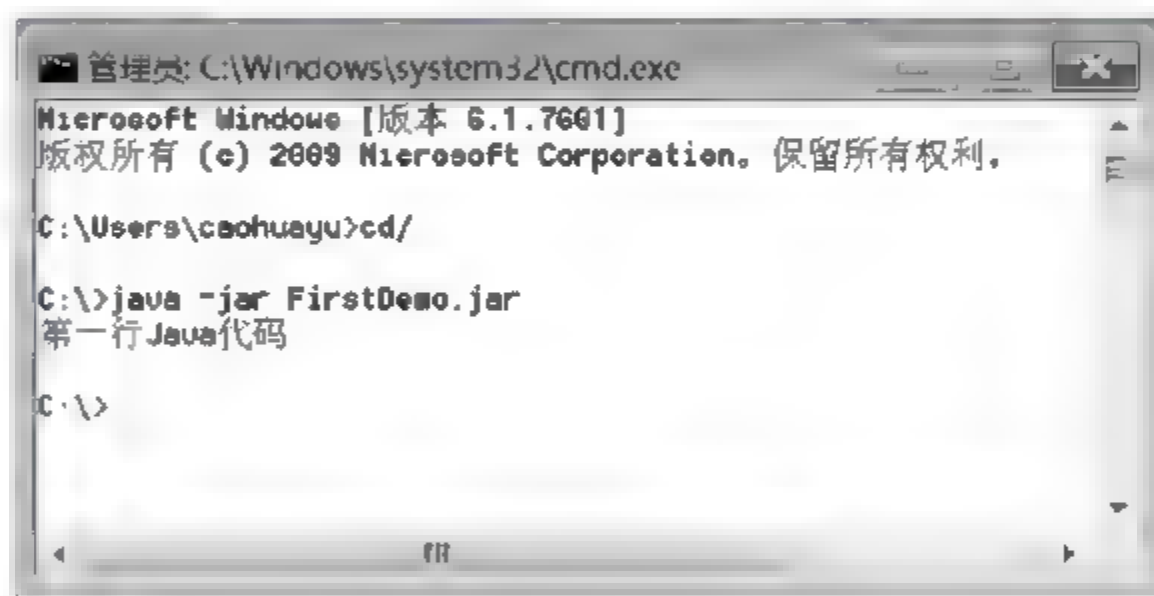 管理员: C:\Windows\system32\cmd.exe
Microsoft Windows [版本 6.1.7601]
版权所有 (c) 2009 Microsoft Corporation。保留所有权利。
C:\Users\caohuayu>cd/
C:\>java -jar FirstDemo.jar
第一行Java代码
C:\>